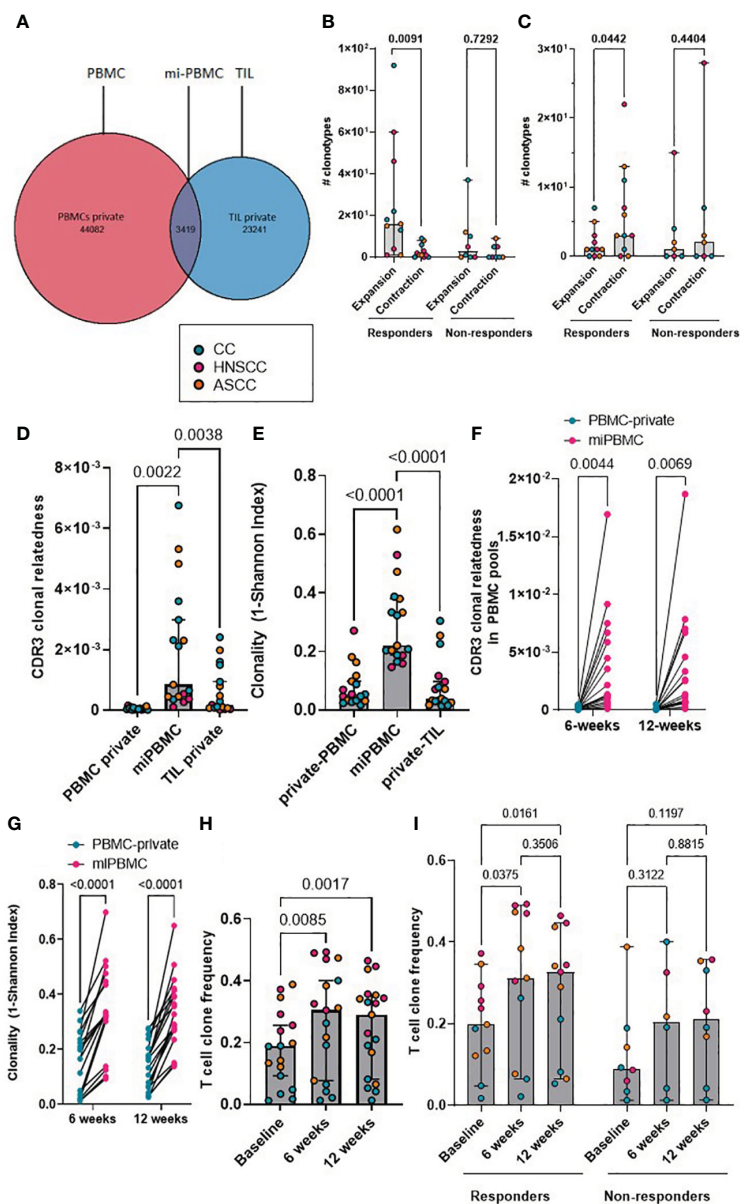 A
PBMC mi-PBMC TIL
PBMCs private
44082
3419
TIL private
23241
CC
HNSCC
ASCC
B
0.0091
0.7292
1×10²
8×10¹
6×10¹
4×10¹
2×10¹
0
# clonotypes
Expansion
Contraction
Expansion
Contraction
Responders
Non-responders
C
0.0442
0.4404
3×10¹
2×10¹
1×10¹
0
# clonotypes
Expansion
Contraction
Expansion
Contraction
Responders
Non-responders
D
0.0038
0.0022
8×10⁻³
6×10⁻³
4×10⁻³
2×10⁻³
0
CDR3 clonal relatedness
PBMC private
miPBMC
TIL private
E
<0.0001
<0.0001
0.8
0.6
0.4
0.2
0.0
Clonality (1-Shannon Index)
private-PBMC
miPBMC
private-TIL
F
PBMC-private
miPBMC
0.0044
0.0069
2×10⁻²
1.5×10⁻²
1×10⁻²
5×10⁻³
0
CDR3 clonal relatedness
In PBMC pools
6-weeks
12-weeks
G
PBMC-private
mIPBMC
<0.0001
<0.0001
0.8
0.6
0.4
0.2
0.0
Clonality (1-Shannon Index)
6 weeks
12 weeks
H
0.0017
0.0085
0.6
0.4
0.2
0.0
T cell clone frequency
Baseline
6 weeks
12 weeks
I
0.0161
0.1197
0.3506
0.8815
0.0375
0.3122
0.6
0.4
0.2
0.0
T cell clone frequency
Baseline
6 weeks
12 weeks
Baseline
6 weeks
12 weeks
Responders
Non-responders